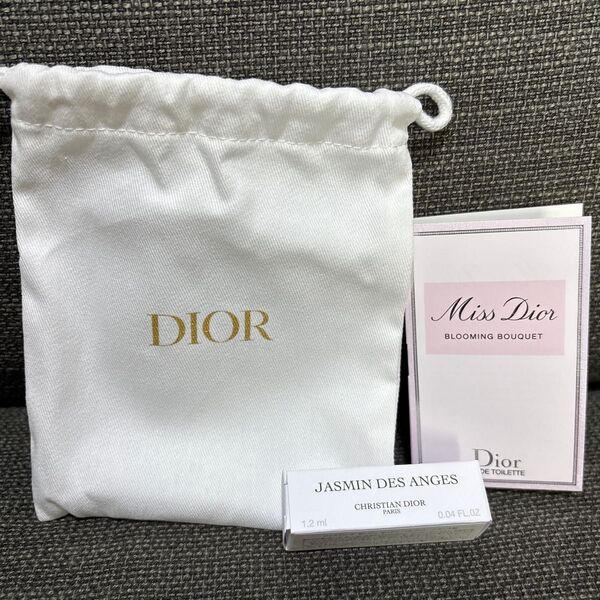 DIOR
Miss Dior
BLOOMING BOUQUET
Dior
DE TOILETTE
JASMIN DES ANGES
CHRISTIAN DIOR
PARIS
1.2 ml 0.04 FL.OZ